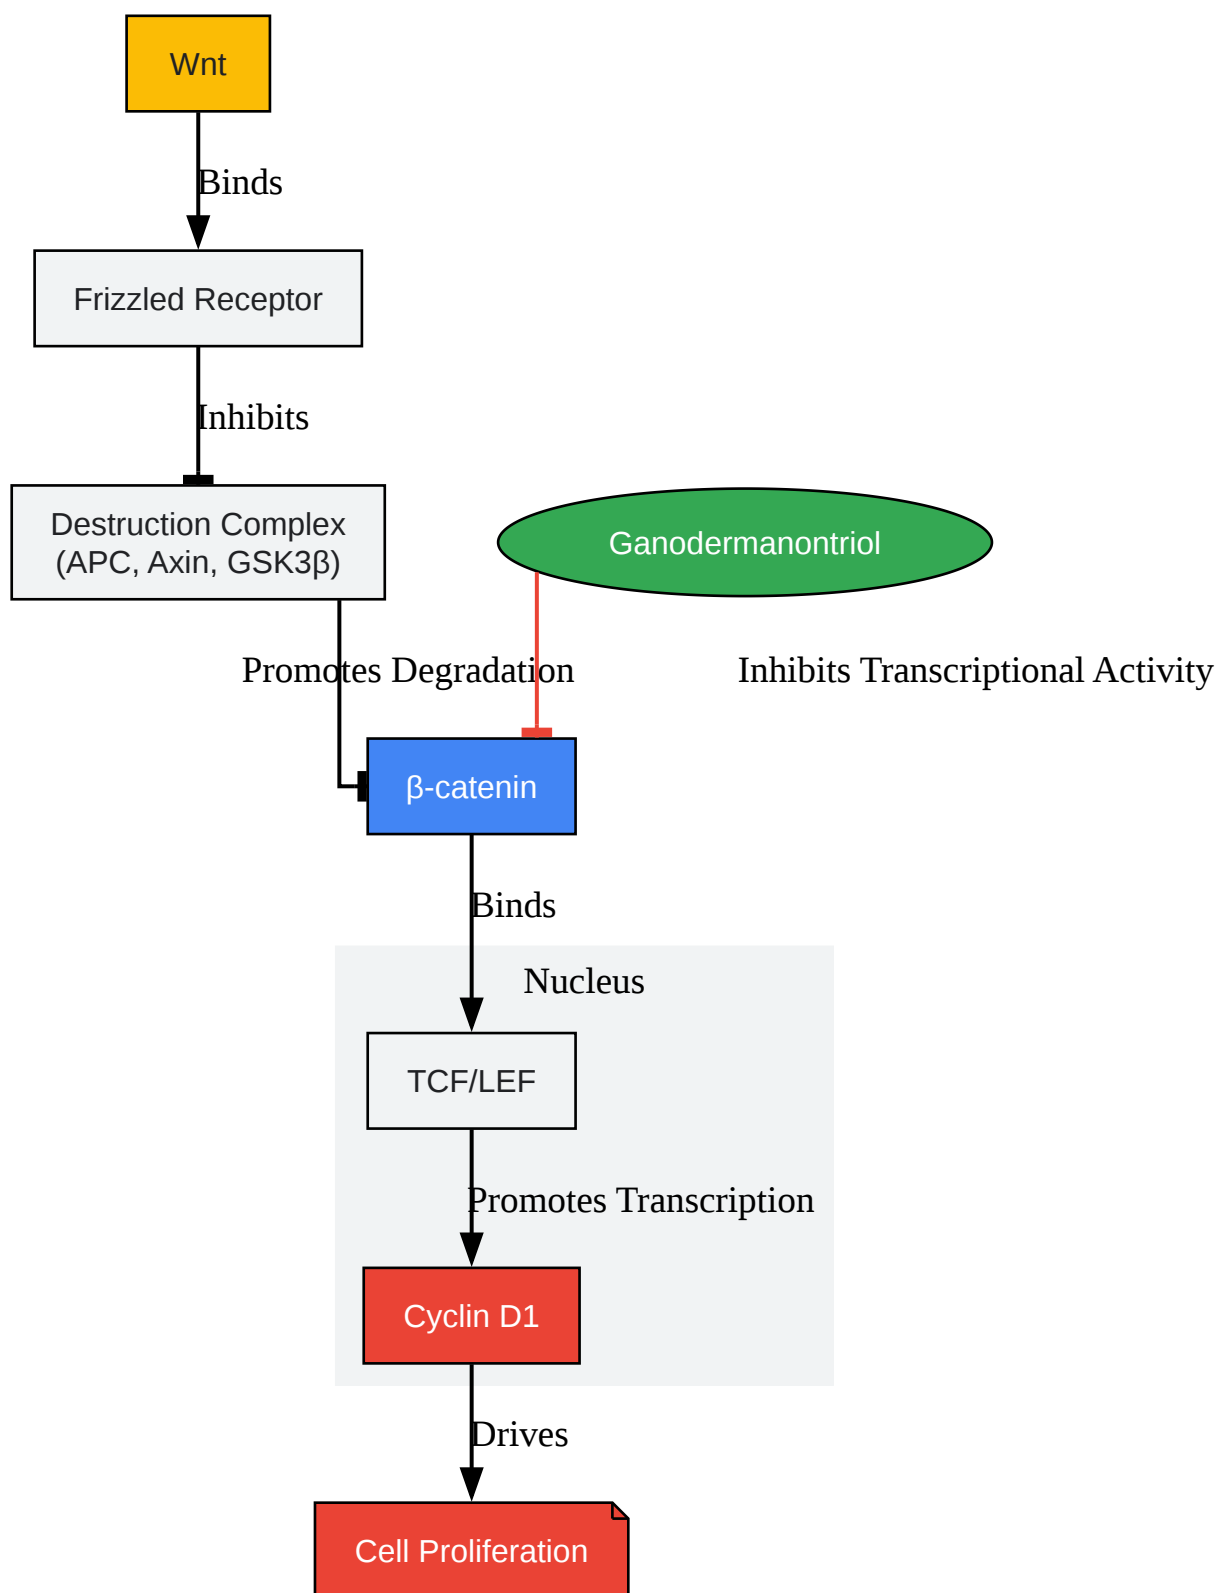 Wnt
Binds
Frizzled Receptor
Inhibits
Destruction Complex
(APC, Axin, GSK3β)
Ganodermanontriol
Promotes Degradation
Inhibits Transcriptional Activity
β-catenin
Binds
Nucleus
TCF/LEF
Promotes Transcription
Cyclin D1
Drives
Cell Proliferation